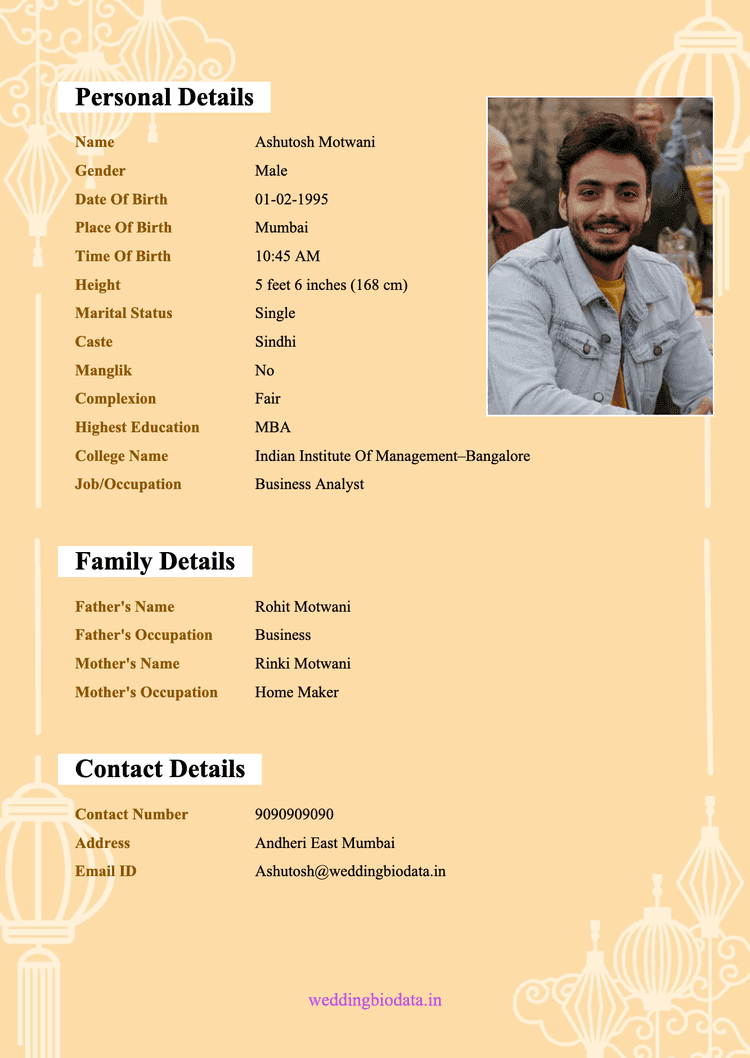 Personal Details
Name Ashutosh Motwani
Gender Male
Date Of Birth 01-02-1995
Place Of Birth Mumbai
Time Of Birth 10:45 AM
Height 5 feet 6 inches (168 cm)
Marital Status Single
Caste Sindhi
Manglik No
Complexion Fair
Highest Education MBA
College Name Indian Institute Of Management–Bangalore
Job/Occupation Business Analyst
Family Details
Father's Name Rohit Motwani
Father's Occupation Business
Mother's Name Rinki Motwani
Mother's Occupation Home Maker
Contact Details
Contact Number 9090909090
Address Andheri East Mumbai
Email ID Ashutosh@weddingbiodata.in
weddingbiodata.in